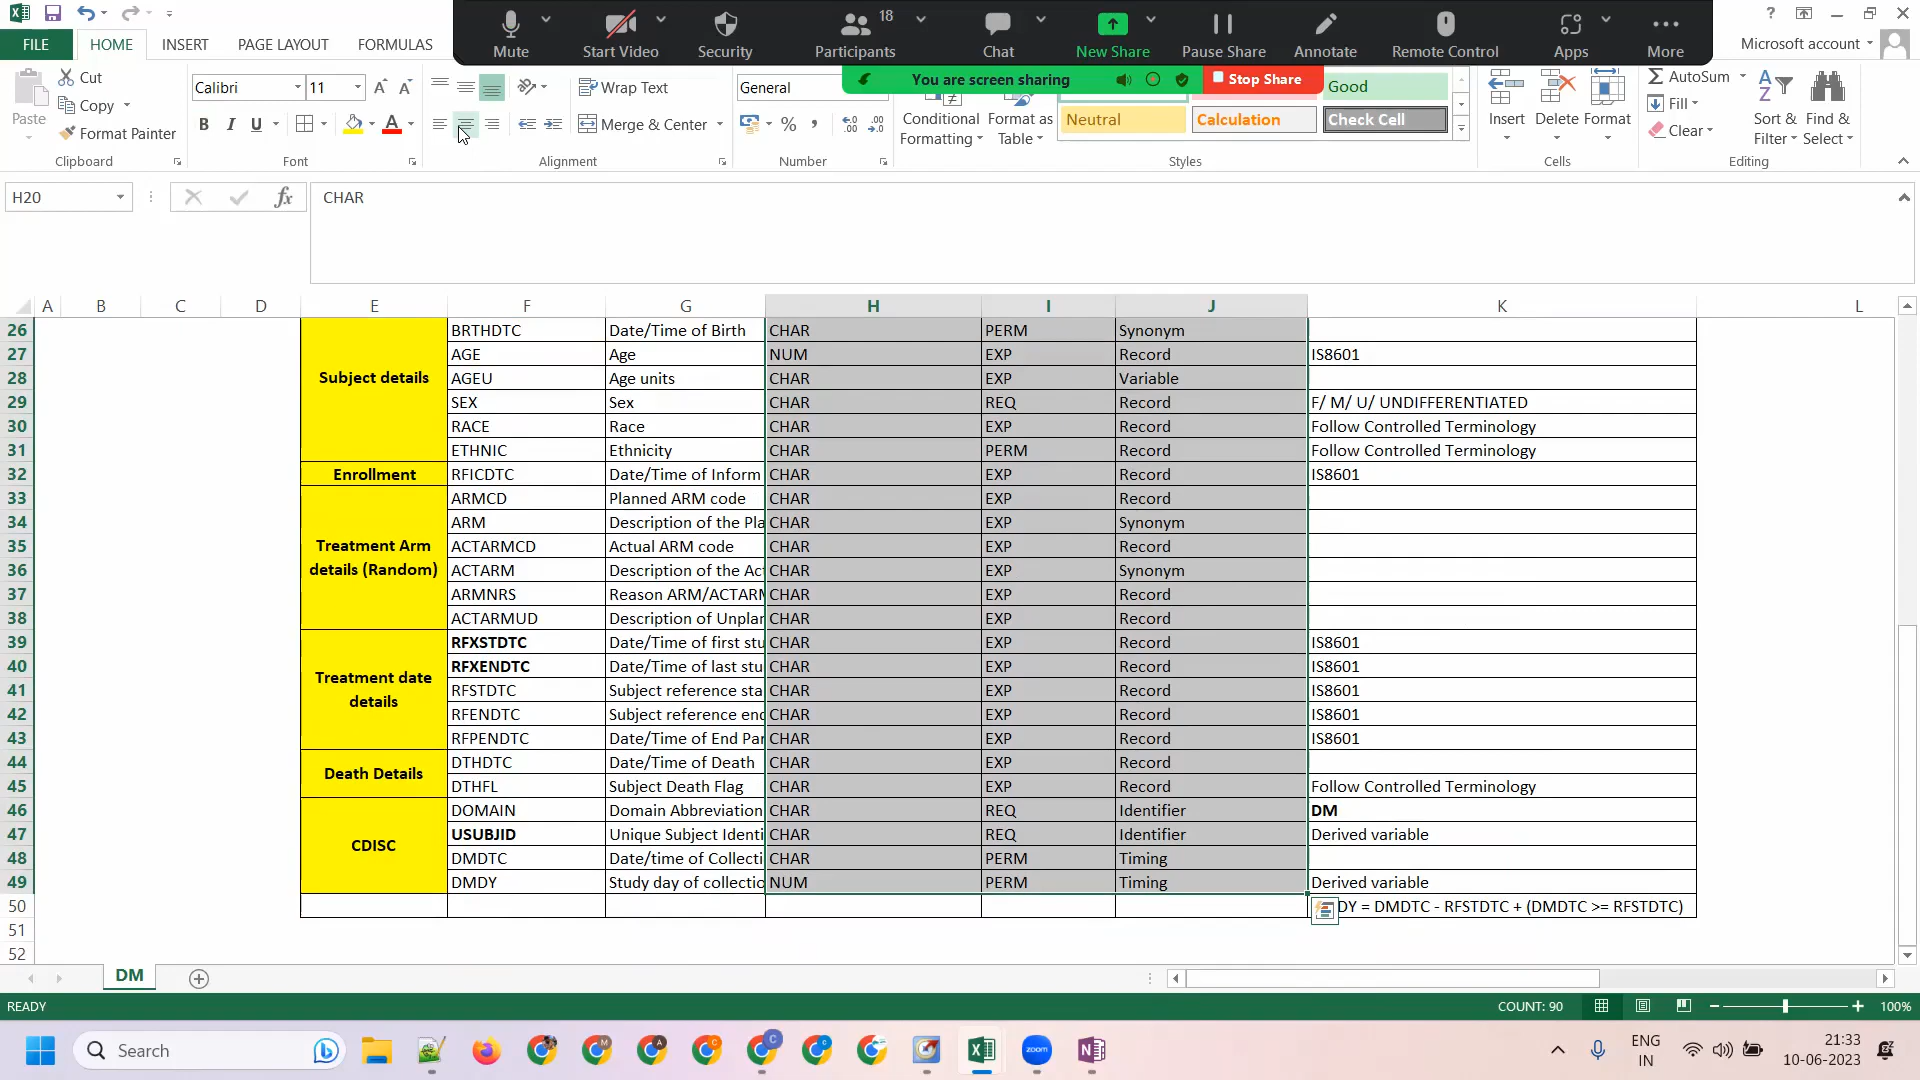 Mute
Start Video
Security
Participants 18
Chat
New Share
Pause Share
Annotate
Remote Control
Apps
More
You are screen sharing
Stop Share
FILE HOME INSERT PAGE LAYOUT FORMULAS
Microsoft account
Paste
Cut
Copy
Format Painter
Clipboard
Calibri 11
B I U
Font
Wrap Text
Merge & Center
Alignment
General
Number
Conditional Formatting
Format as Table
Good
Neutral Calculation Check Cell
Styles
Insert Delete Format
Cells
AutoSum
Fill
Clear
Sort & Filter
Find & Select
Editing
H20 fx CHAR
A B C D E F G H I J K L
26 BRTHDTC Date/Time of Birth CHAR PERM Synonym
27 AGE Age NUM EXP Record IS8601
28 Subject details AGEU Age units CHAR EXP Variable
29 SEX Sex CHAR REQ Record F/ M/ U/ UNDIFFERENTIATED
30 RACE Race CHAR EXP Record Follow Controlled Terminology
31 ETHNIC Ethnicity CHAR PERM Record Follow Controlled Terminology
32 Enrollment RFICDTC Date/Time of Inform CHAR EXP Record IS8601
33 ARMCD Planned ARM code CHAR EXP Record
34 ARM Description of the Pla CHAR EXP Synonym
35 Treatment Arm ACTARMCD Actual ARM code CHAR EXP Record
36 details (Random) ACTARM Description of the Ac CHAR EXP Synonym
37 ARMNRS Reason ARM/ACTARM CHAR EXP Record
38 ACTARMUD Description of Unplan CHAR EXP Record
39 RFXSTDTC Date/Time of first stu CHAR EXP Record IS8601
40 RFXENDTC Date/Time of last stu CHAR EXP Record IS8601
41 Treatment date details RFSTDTC Subject reference sta CHAR EXP Record IS8601
42 RFENDTC Subject reference end CHAR EXP Record IS8601
43 RFPENDTC Date/Time of End Par CHAR EXP Record IS8601
44 Death Details DTHDTC Date/Time of Death CHAR EXP Record
45 DTHFL Subject Death Flag CHAR EXP Record Follow Controlled Terminology
46 DOMAIN Domain Abbreviation CHAR REQ Identifier DM
47 CDISC USUBJID Unique Subject Identi CHAR REQ Identifier Derived variable
48 DMDTC Date/time of Collecti CHAR PERM Timing
49 DMDY Study day of collectio NUM PERM Timing Derived variable
50 DY = DMDTC - RFSTDTC + (DMDTC >= RFSTDTC)
51
52
DM
READY COUNT: 90 100%
Search
zoom
ENG
IN
21:33
10-06-2023